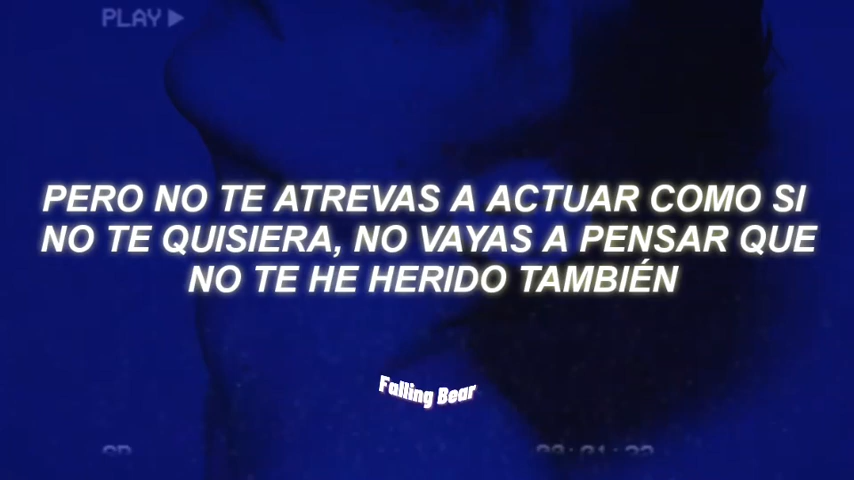 PLAY
PERO NO TE ATREVAS A ACTUAR COMO SI
NO TE QUISIERA, NO VAYAS A PENSAR QUE
NO TE HE HERIDO TAMBIÉN
Falling Bear